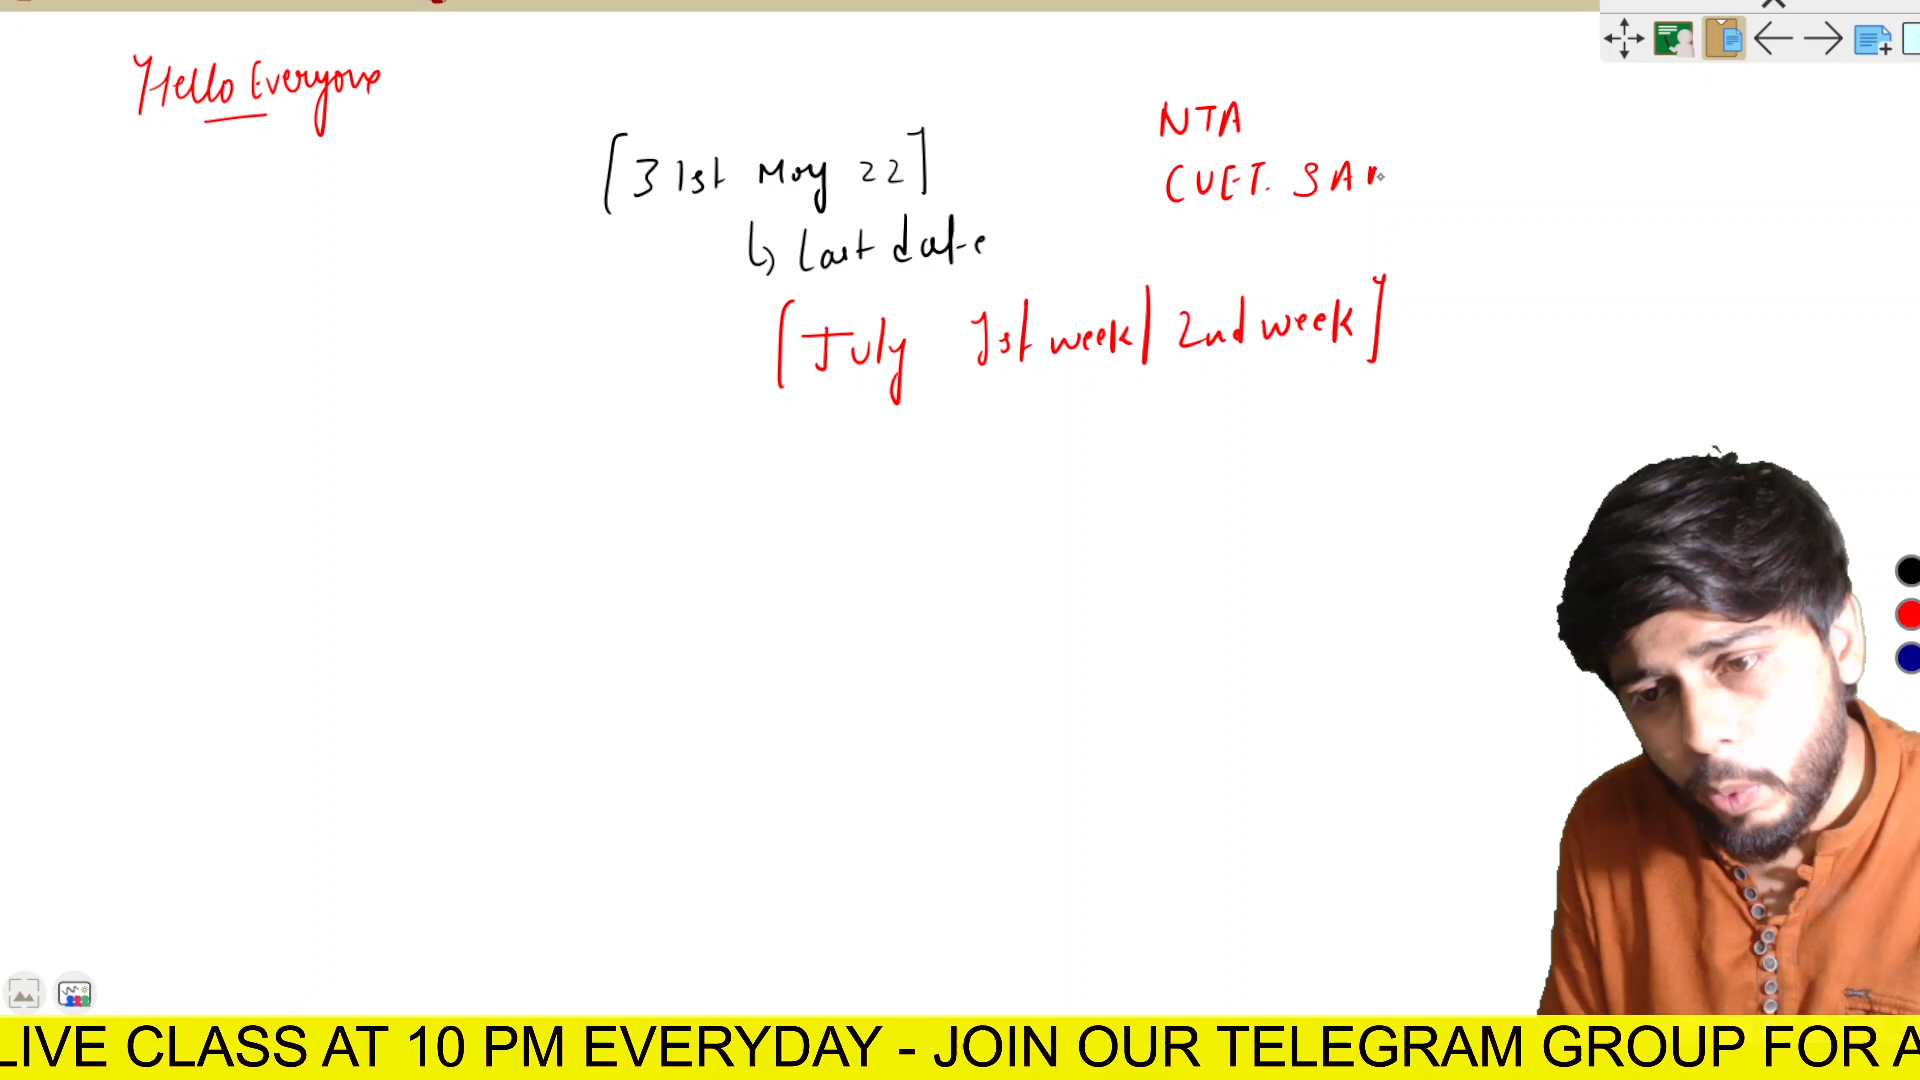 Hello Everyone
NTA
[31st May 22]
CUET. SA
↳ Last date
[July 1st week/2nd week]
LIVE CLASS AT 10 PM EVERYDAY - JOIN OUR TELEGRAM GROUP FOR A